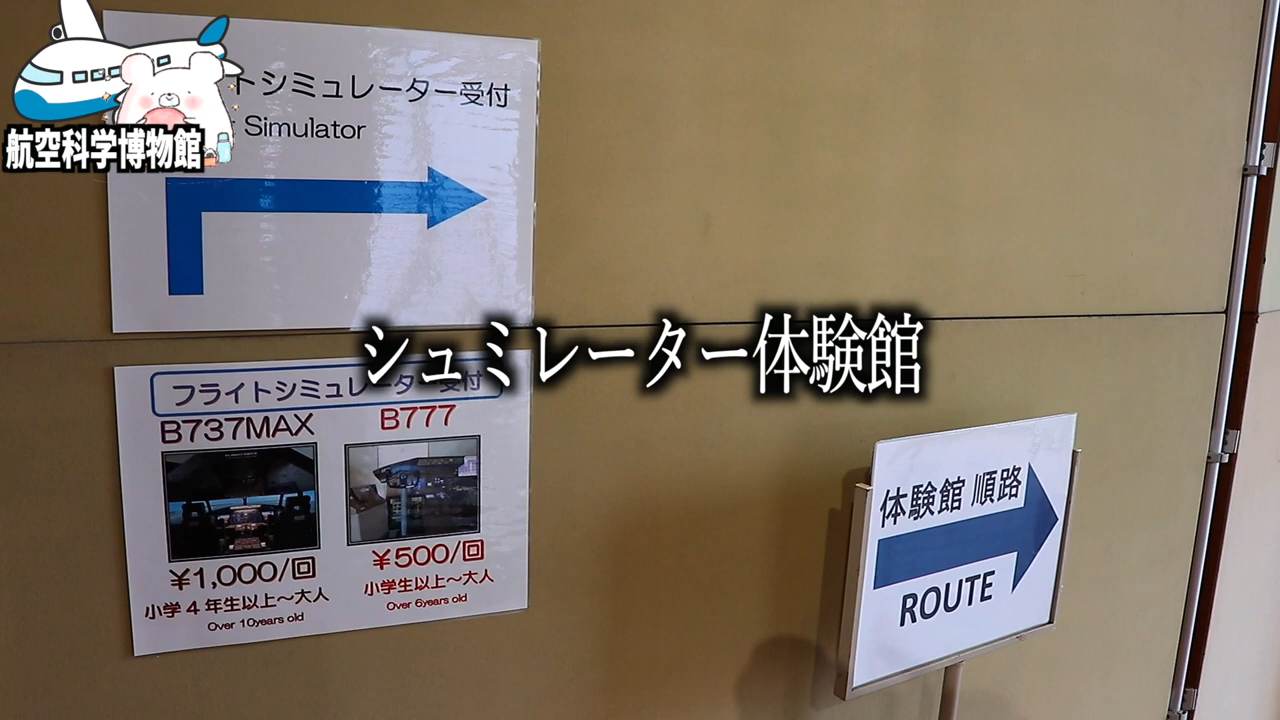 航空科学博物館
トシミュレーター受付
Simulator
シュミレーター体験館
フライトシミュレーター受付
B737MAX
B777
¥1,000/回
¥500/回
小学4年生以上～大人
小学生以上～大人
Over 10years old
Over 6years old
体験館 順路
ROUTE